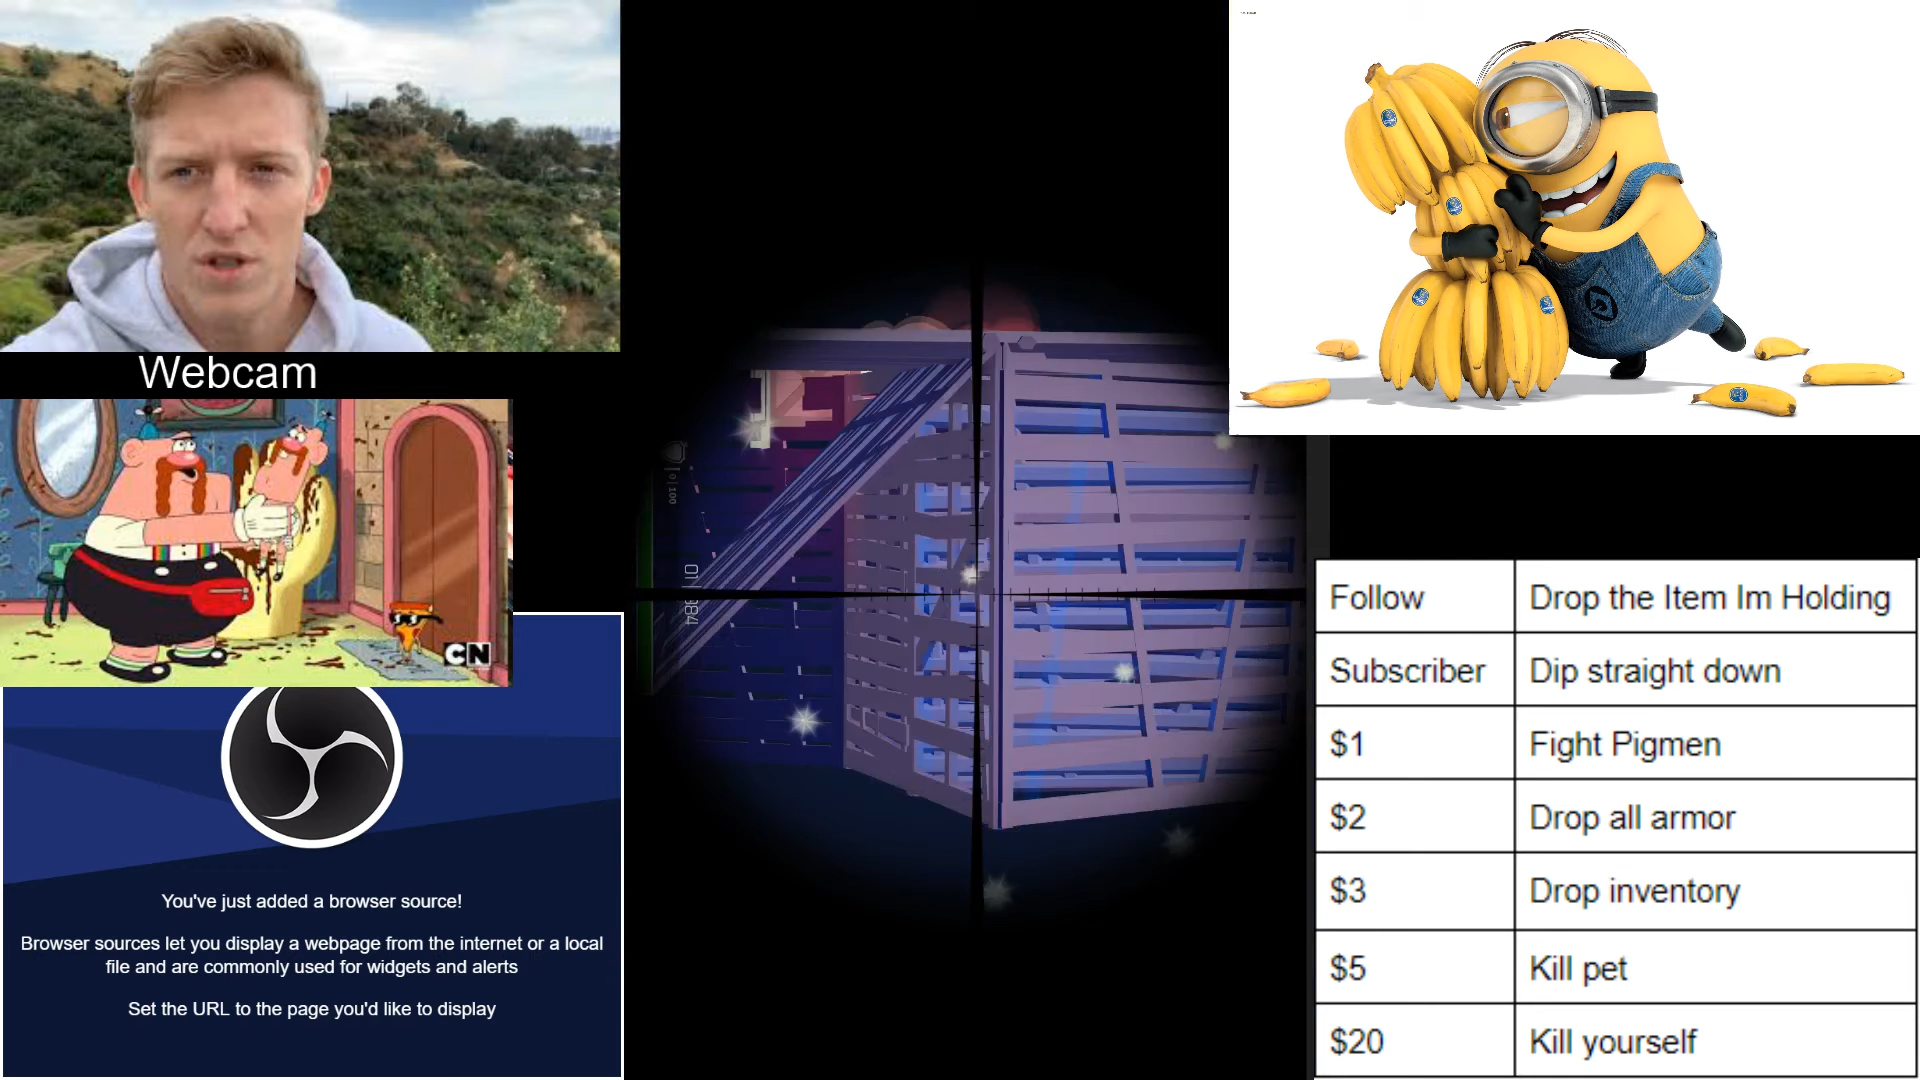 Webcam
CN
You've just added a browser source!
Browser sources let you display a webpage from the internet or a local
file and are commonly used for widgets and alerts
Set the URL to the page you'd like to display
Follow
Drop the Item Im Holding
Subscriber
Dip straight down
$1
Fight Pigmen
$2
Drop all armor
$3
Drop inventory
$5
Kill pet
$20
Kill yourself